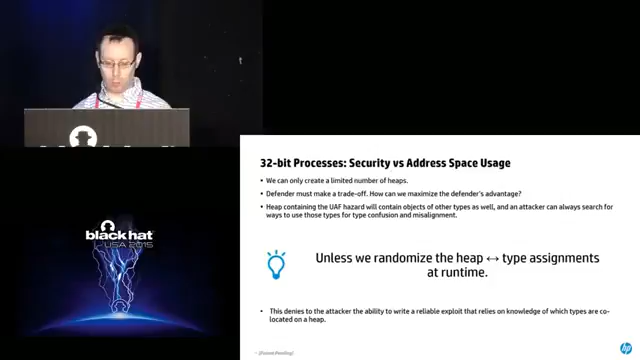 black hat
USA 2015
32-bit Processes: Security vs Address Space Usage
• We can only create a limited number of heaps.
• Defender must make a trade-off. How can we maximize the defender's advantage?
• Heap containing the UAF hazard will contain objects of other types as well, and an attacker can always search for
ways to use those types for type confusion and misalignment.
Unless we randomize the heap ↔ type assignments
at runtime.
• This denies to the attacker the ability to write a reliable exploit that relies on knowledge of which types are co-
located on a heap.
[Patent Pending]
hp